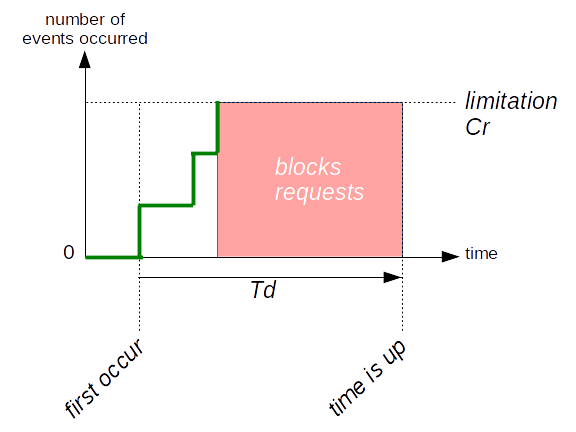 number of
events occurred
limitation
Cr
blocks
requests
0
time
Td
first occur
time is up